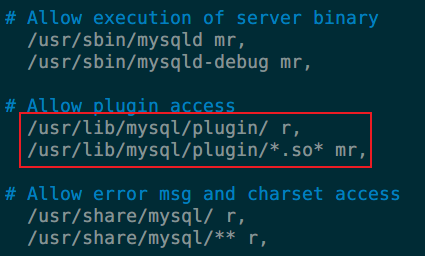 # Allow execution of server binary
/usr/sbin/mysqld mr,
/usr/sbin/mysqld-debug mr,
# Allow plugin access
/usr/lib/mysql/plugin/ r,
/usr/lib/mysql/plugin/*.so* mr,
# Allow error msg and charset access
/usr/share/mysql/ r,
/usr/share/mysql/** r,